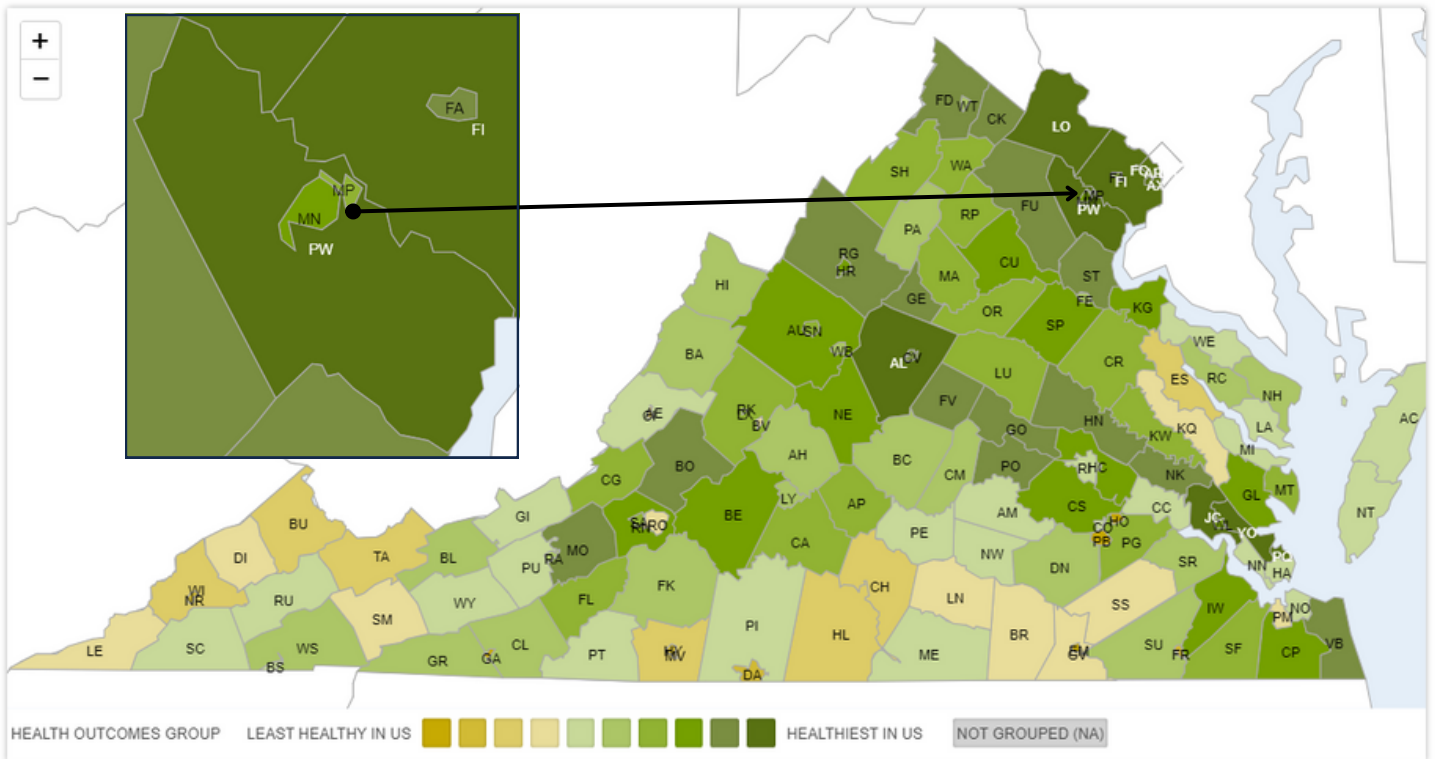 +
−
FA
FI
MP
MN
PW
FD WT
CK
LO
SH
WA
FI
AX
MP
PW
FU
RP
PA
RG
HR
MA
CU
ST
HI
GE
FE
KG
OR
AU SN
SP
WE
BA
WB
AL CV
LU
CR
ES
RC
NH
NE
FV
HN
LA
AC
BV
GO
KW
KQ
MI
AH
BC
BO
CM
PO
RHC
NK
CG
LY
AP
GL
MT
NT
BU
GI
BE
PE
AM
CS
CC
JC
YO
RO
CO HO
PB
PG
DI
TA
BL
PU
RA
MO
CA
NW
DN
SR
NN
HA
WI
NR
RU
WY
FK
FL
CH
LN
SS
IW
PM
NO
SM
LE
SC
WS
BS
GR
GA
CL
PT
MV
PI
DA
HL
ME
BR
SU
FR
SF
CP
VB
HEALTH OUTCOMES GROUP LEAST HEALTHY IN US HEALTHIEST IN US NOT GROUPED (NA)